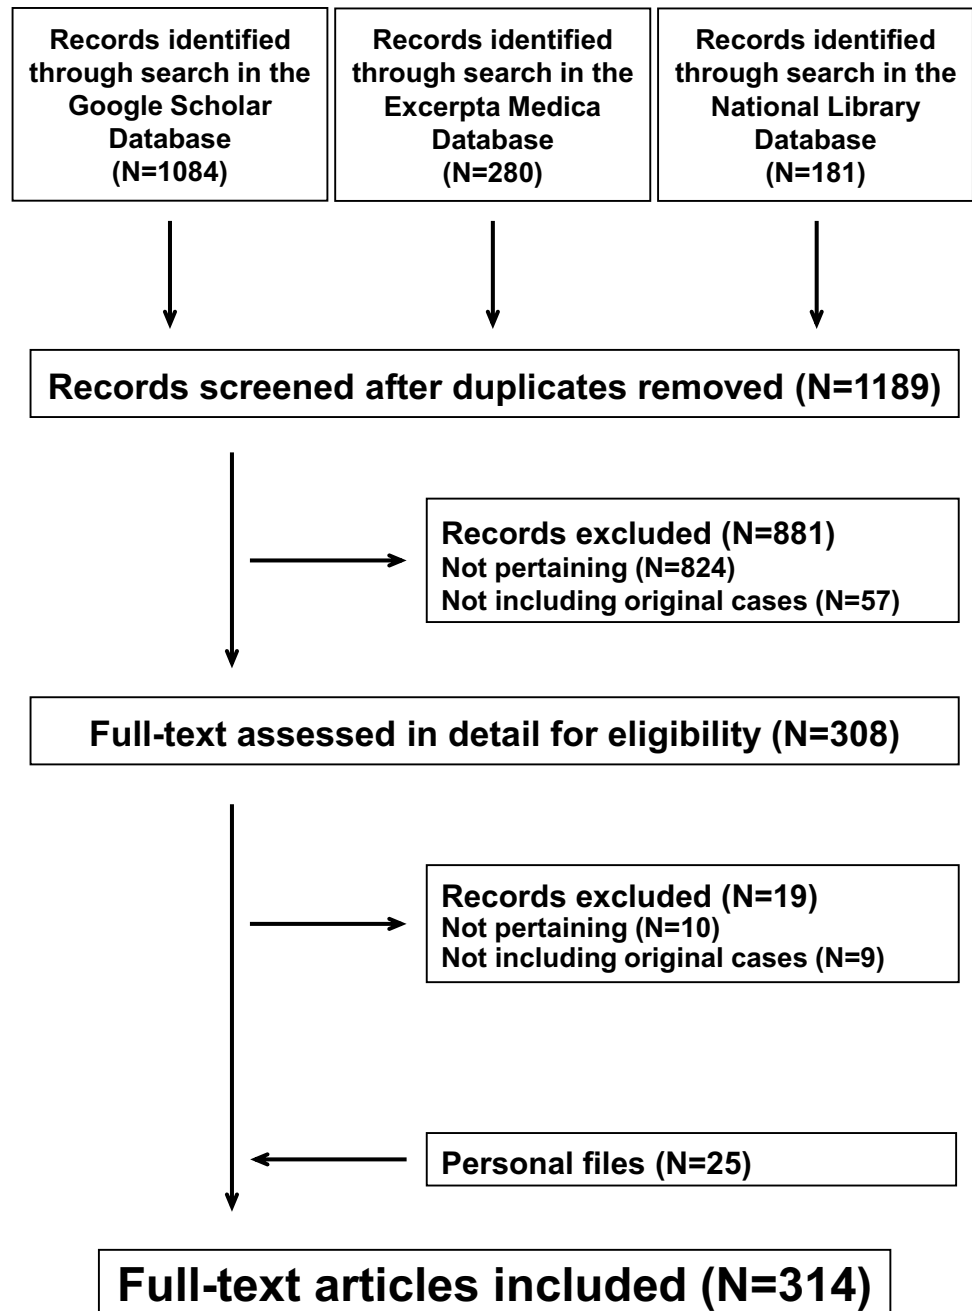 Records identified
through search in the
Google Scholar
Database
(N=1084)
Records identified
through search in the
Excerpta Medica
Database
(N=280)
Records identified
through search in the
National Library
Database
(N=181)
Records screened after duplicates removed (N=1189)
Records excluded (N=881)
Not pertaining (N=824)
Not including original cases (N=57)
Full-text assessed in detail for eligibility (N=308)
Records excluded (N=19)
Not pertaining (N=10)
Not including original cases (N=9)
Personal files (N=25)
Full-text articles included (N=314)